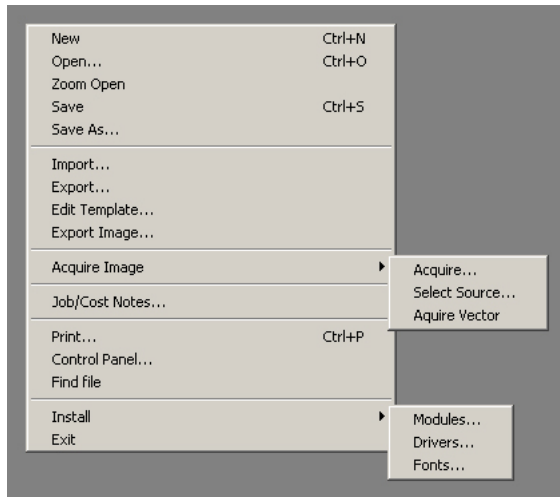 New Ctrl+N
Open... Ctrl+O
Zoom Open
Save Ctrl+S
Save As...
Import...
Export...
Edit Template...
Export Image...
Acquire Image
Acquire...
Select Source...
Aquire Vector
Job/Cost Notes...
Print... Ctrl+P
Control Panel...
Find file
Install
Modules...
Drivers...
Fonts...
Exit